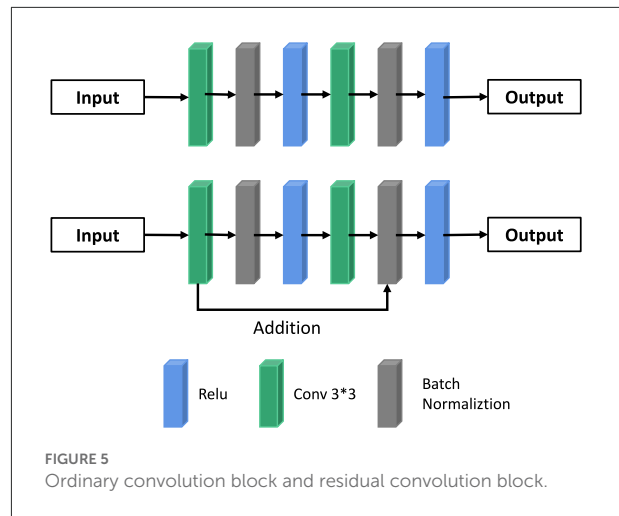 Input
Output
Input
Output
Addition
Relu
Conv 3*3
Batch
Normaliztion
FIGURE 5
Ordinary convolution block and residual convolution block.